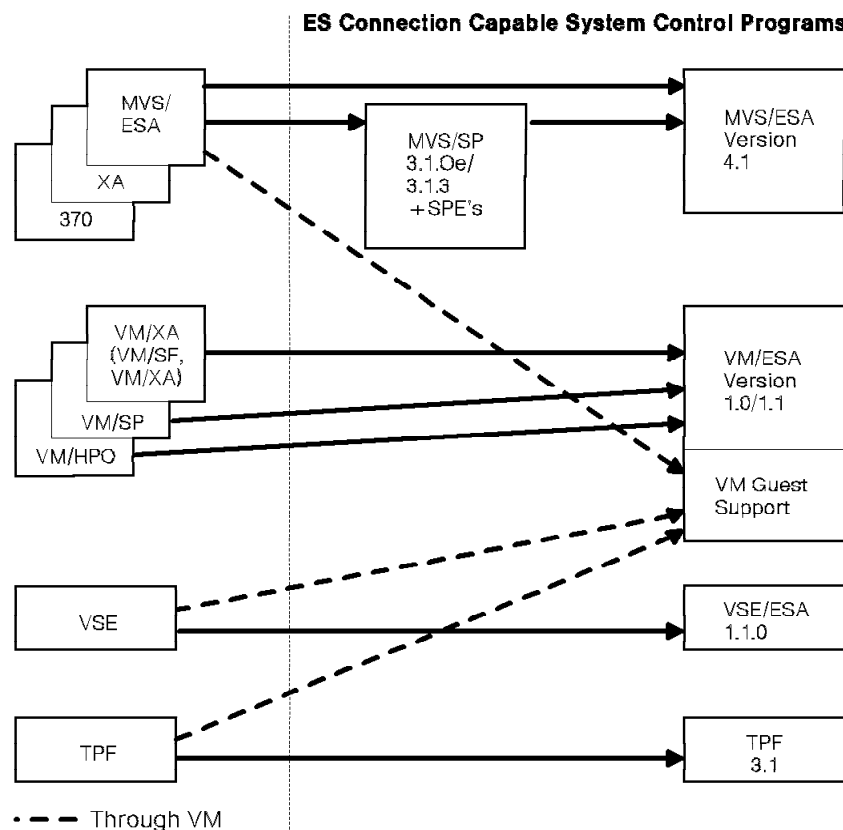 ES Connection Capable System Control Programs
MVS/
ESA
XA
370
MVS/SP
3.1.0e/
3.1.3
+SPE's
MVS/ESA
Version
4.1
VM/XA
(VM/SF,
VM/XA)
VM/SP
VM/HPO
VM/ESA
Version
1.0/1.1
VM Guest
Support
VSE
VSE/ESA
1.1.0
TPF
TPF
3.1
Through VM